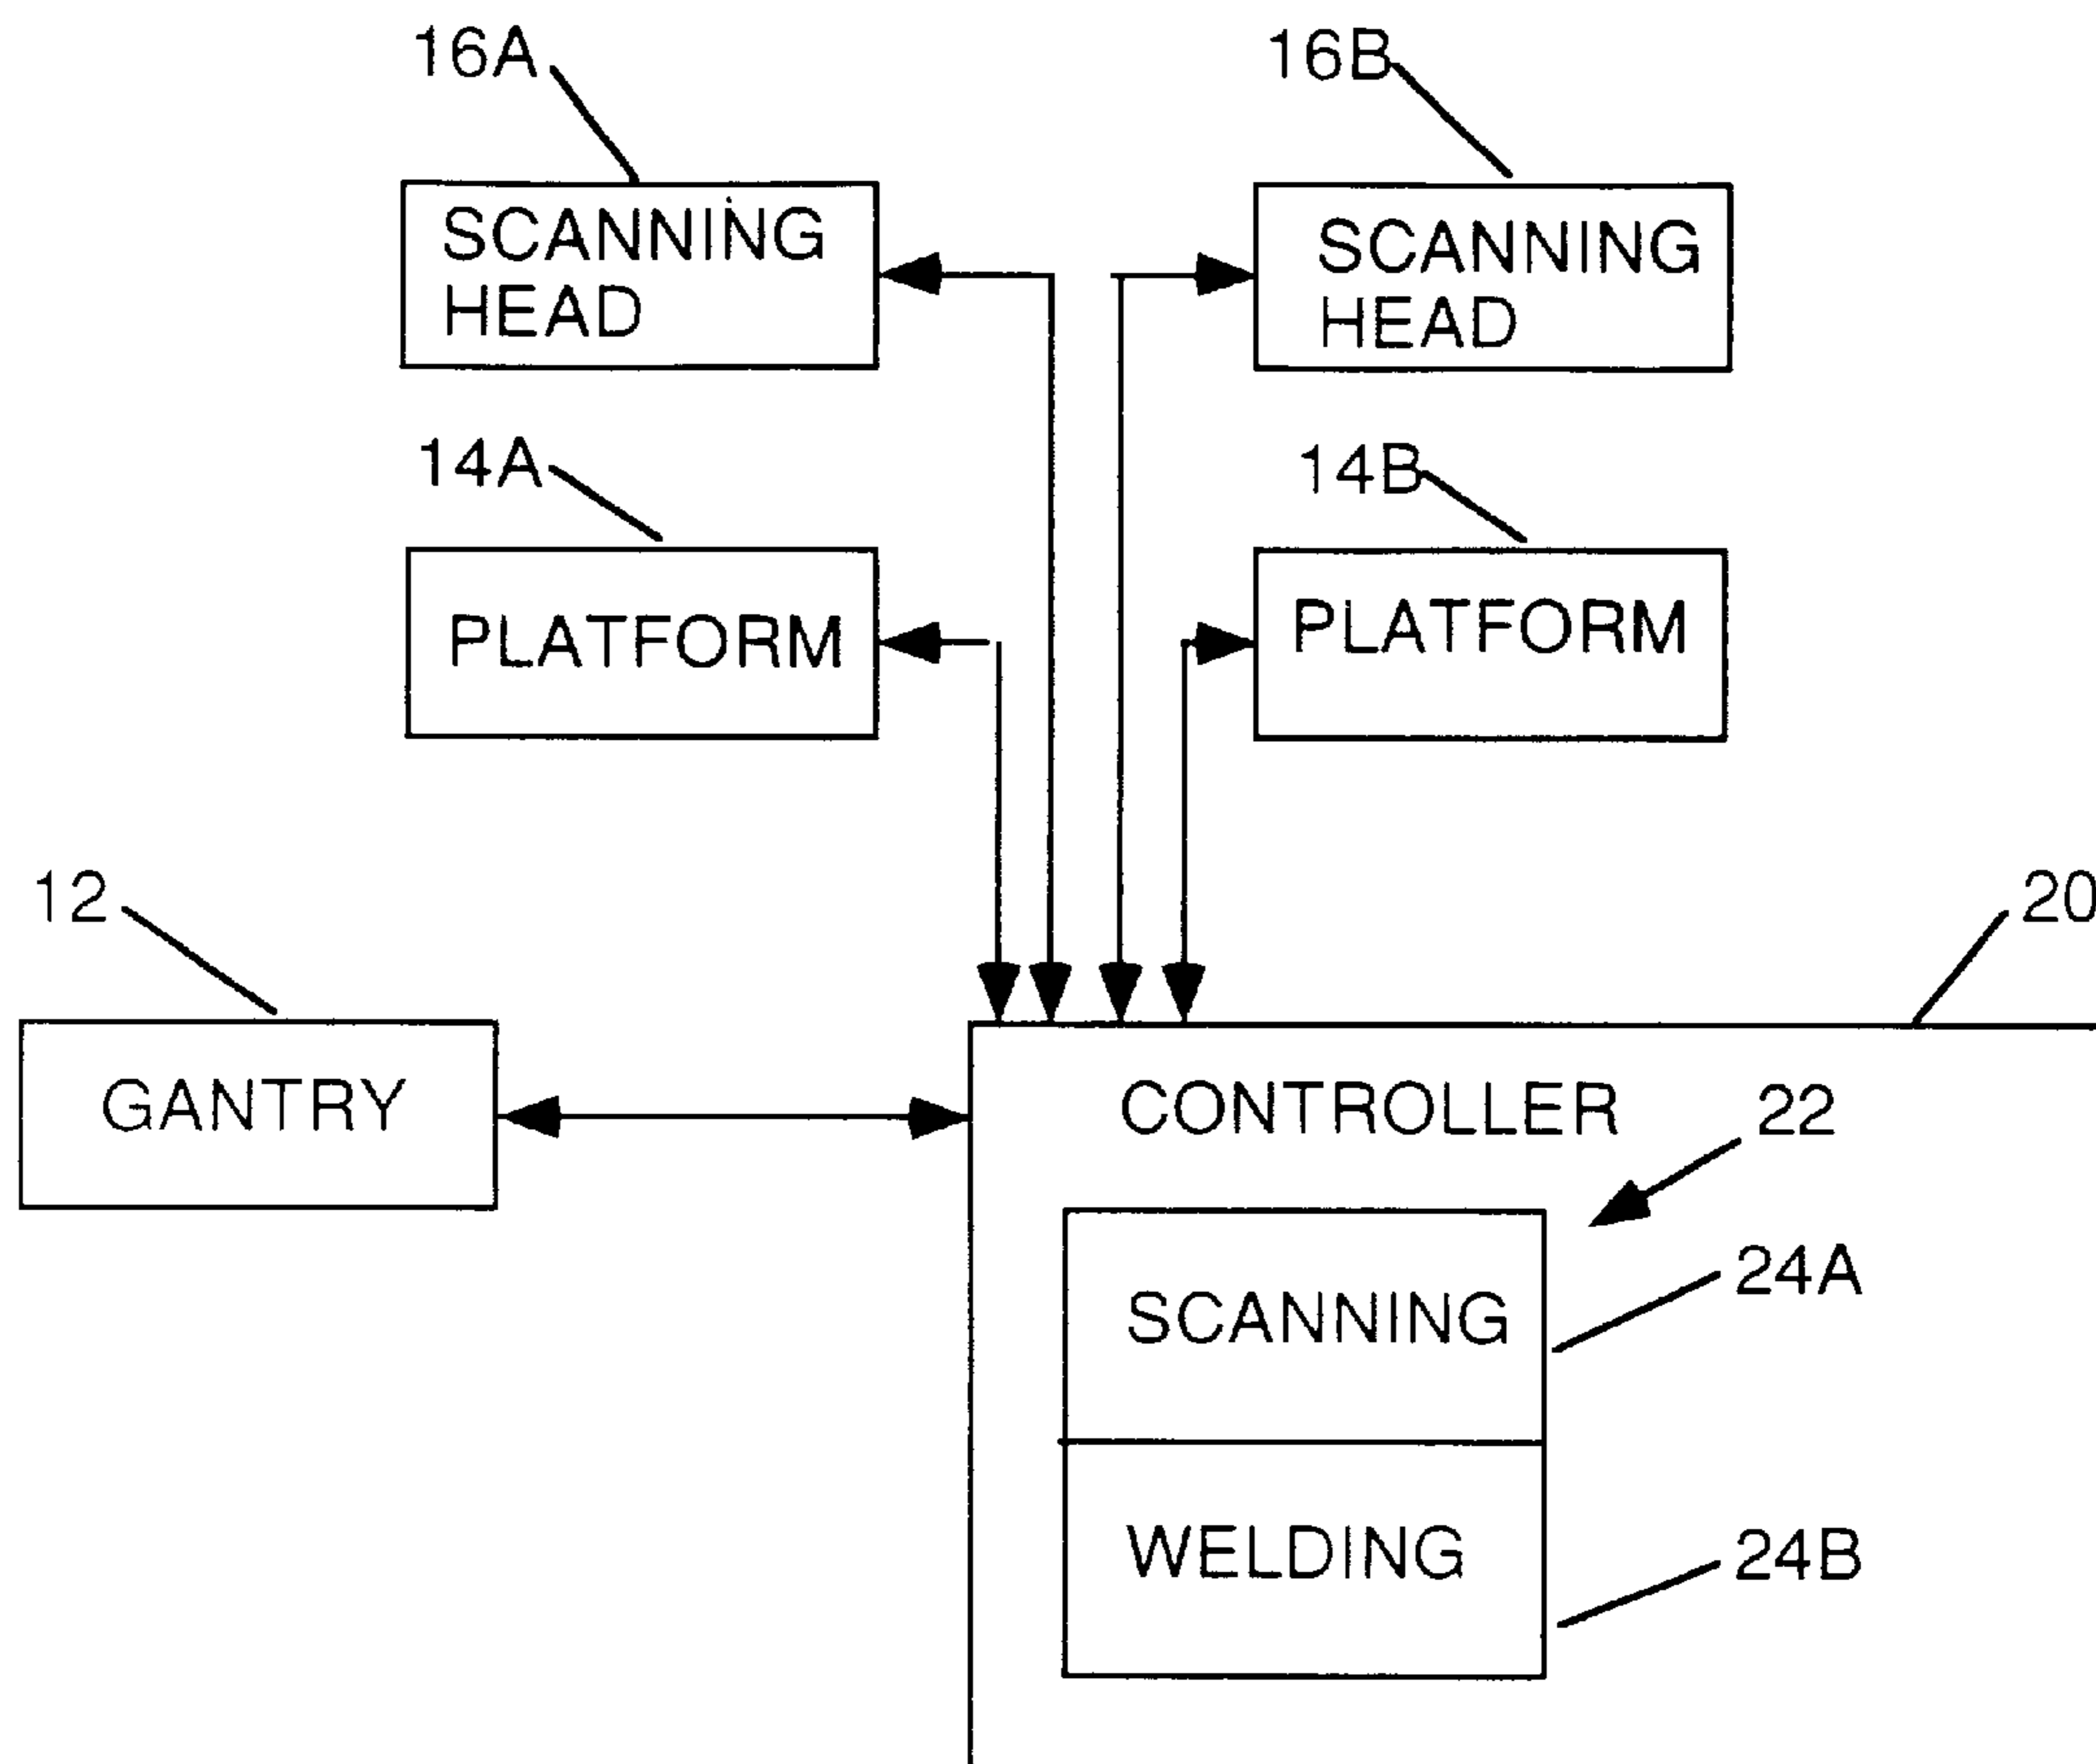 16A
16B
SCANNING
HEAD
SCANNING
HEAD
14A
14B
PLATFORM
PLATFORM
12
20
GANTRY
CONTROLLER
22
24A
SCANNING
24B
WELDING